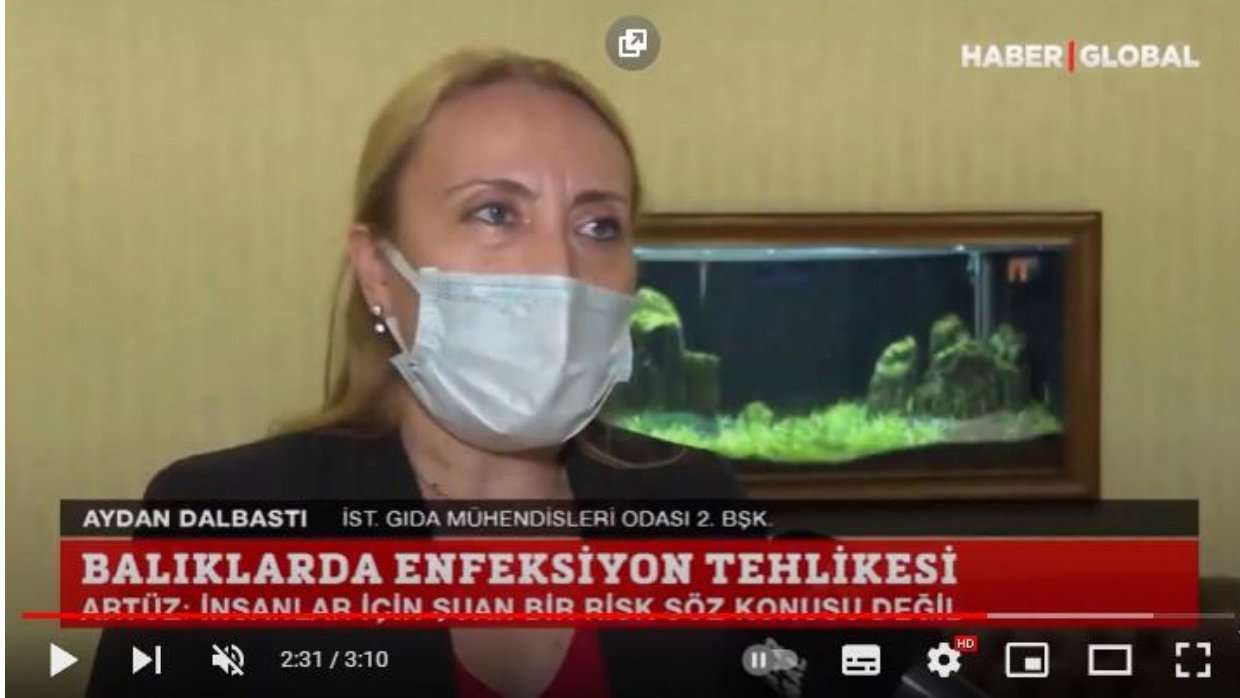 HABER GLOBAL
AYDAN DALBASTI İST. GIDA MÜHENDİSLERİ ODASI 2. BŞK.
BALIKLARDA ENFEKSİYON TEHLİKESİ
ARTÜZ: İNSANLAR İÇİN ŞUAN BİR RİSK SÖZ KONUSU DEĞİL
2:31 / 3:10
HD